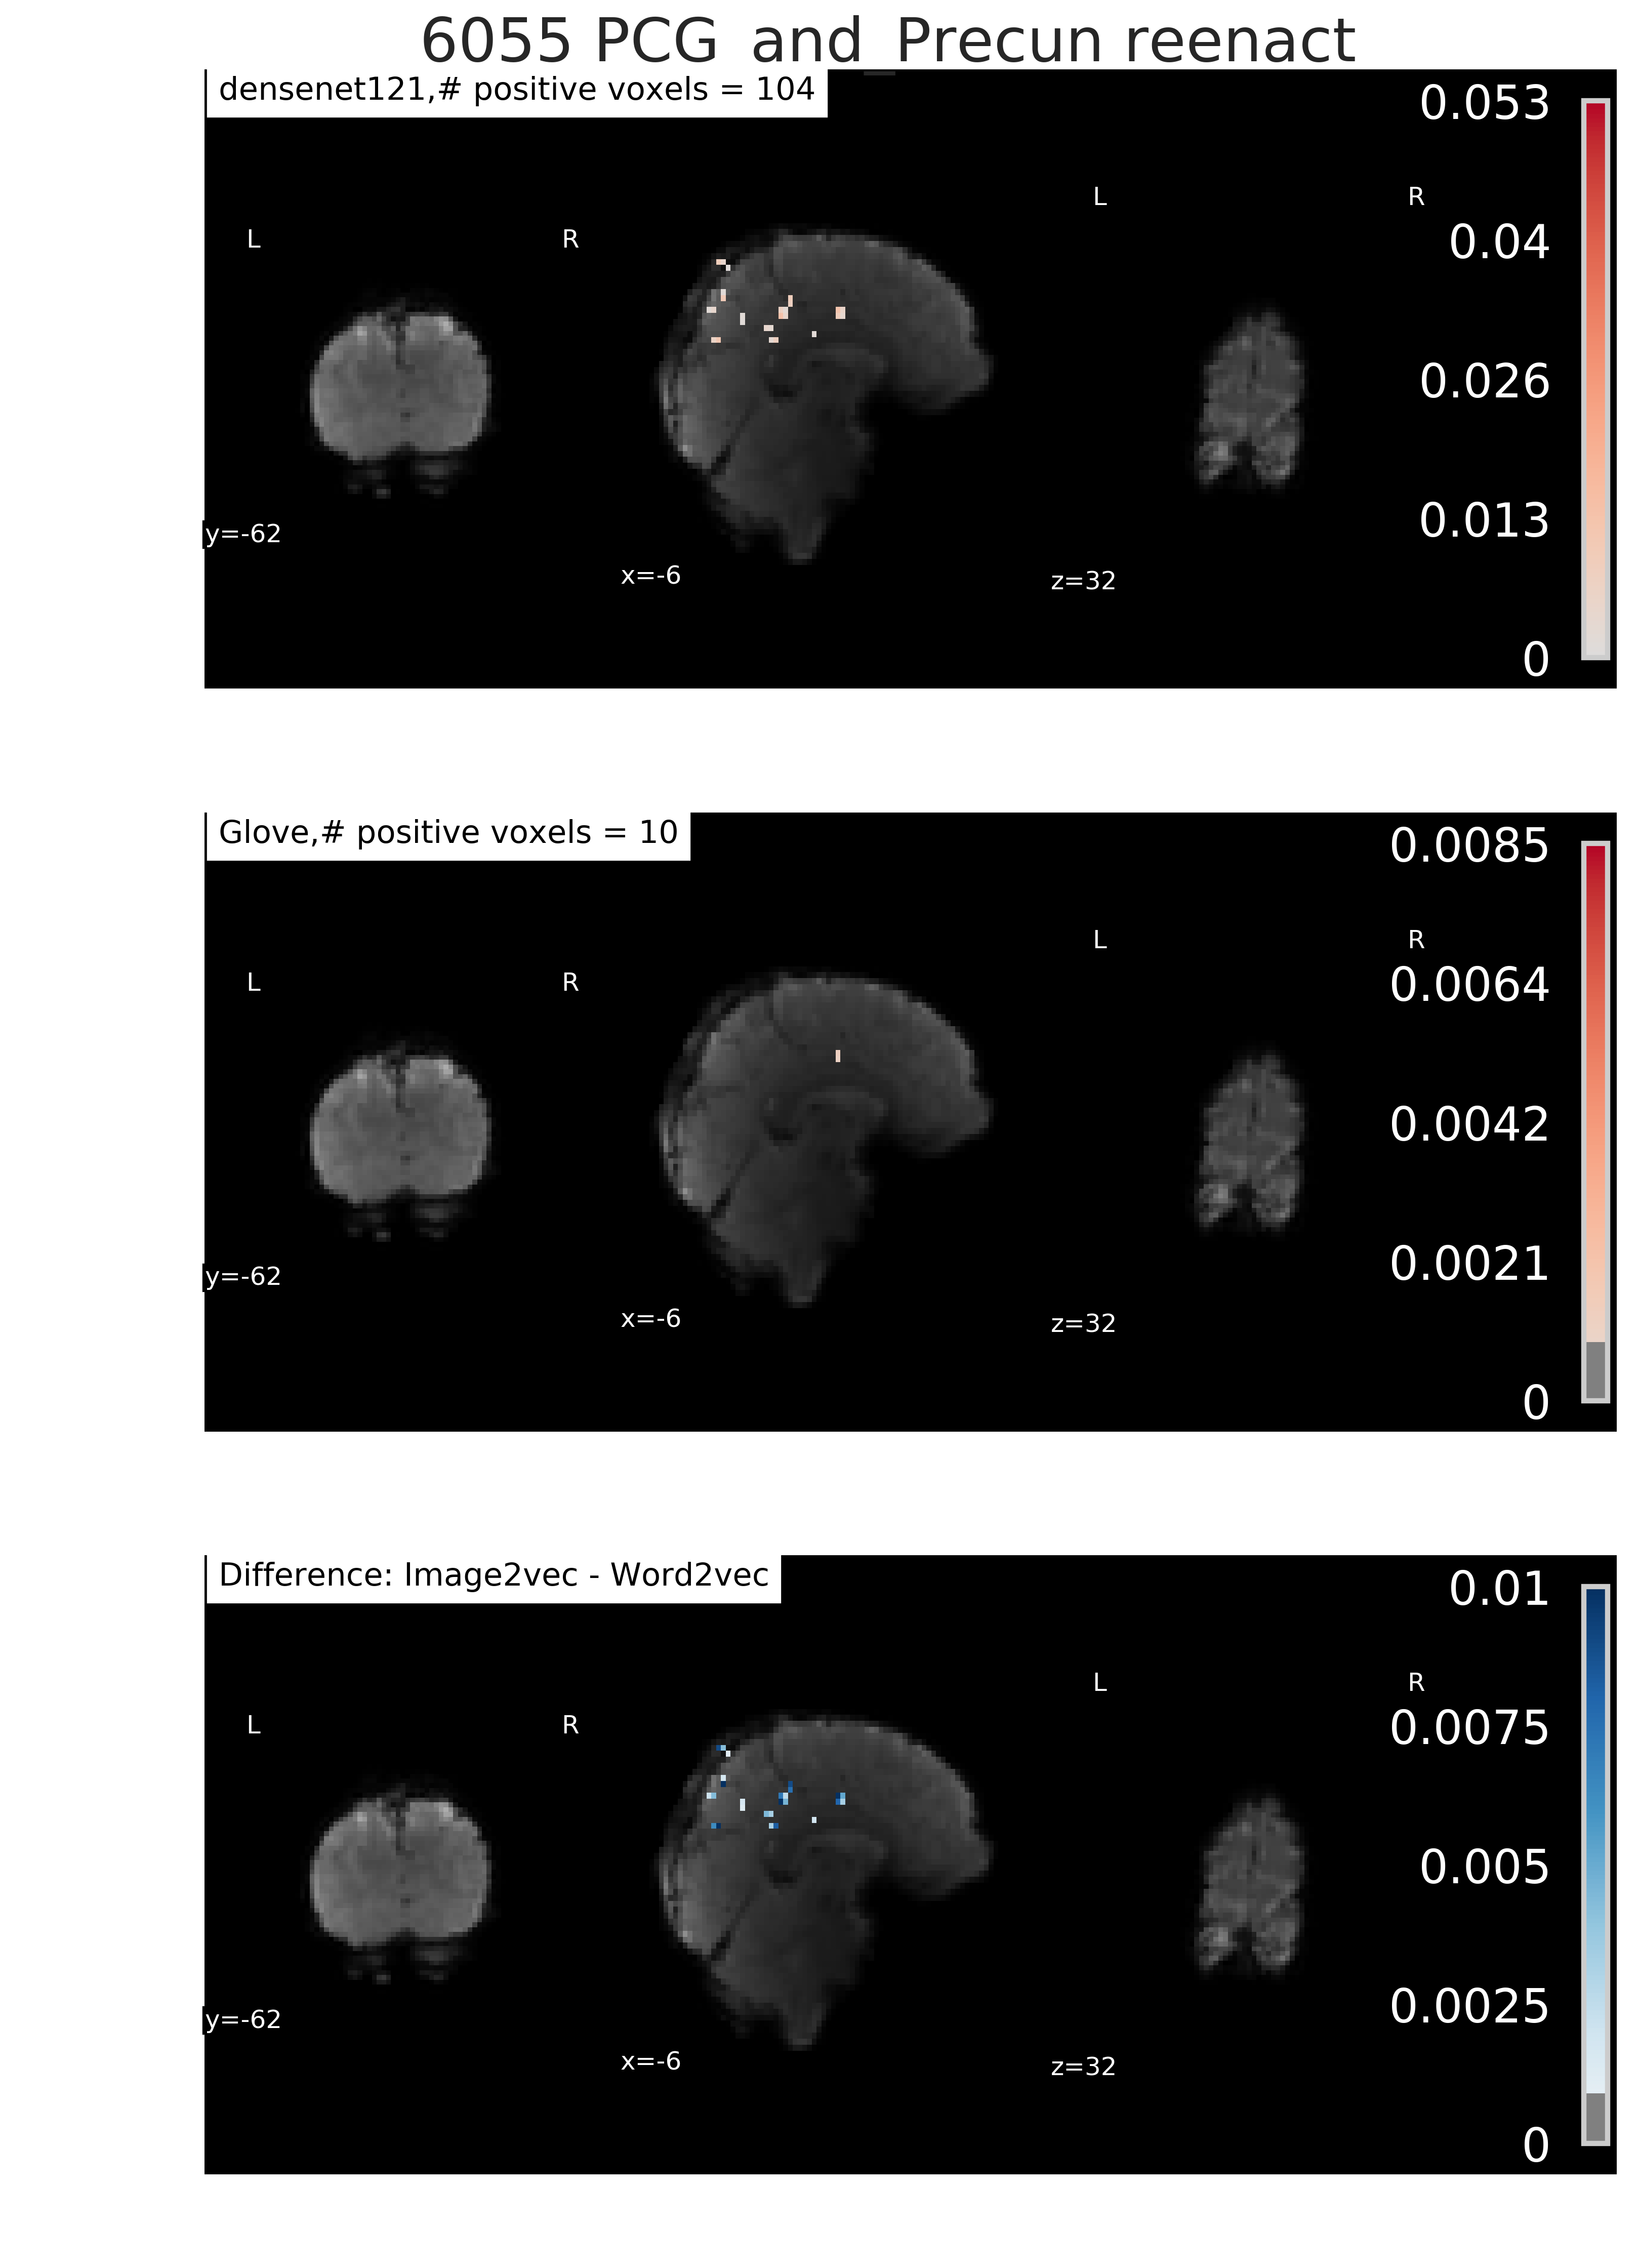 6055 PCG_and_Precun reenact
densenet121,# positive voxels = 104
0.053
L R
0.04
L R
0.026
0.013
y=-62
x=-6
z=32
0
Glove,# positive voxels = 10
0.0085
L R
0.0064
L R
0.0042
0.0021
y=-62
x=-6
z=32
0
Difference: Image2vec - Word2vec
0.01
L R
0.0075
L R
0.005
0.0025
y=-62
x=-6
z=32
0